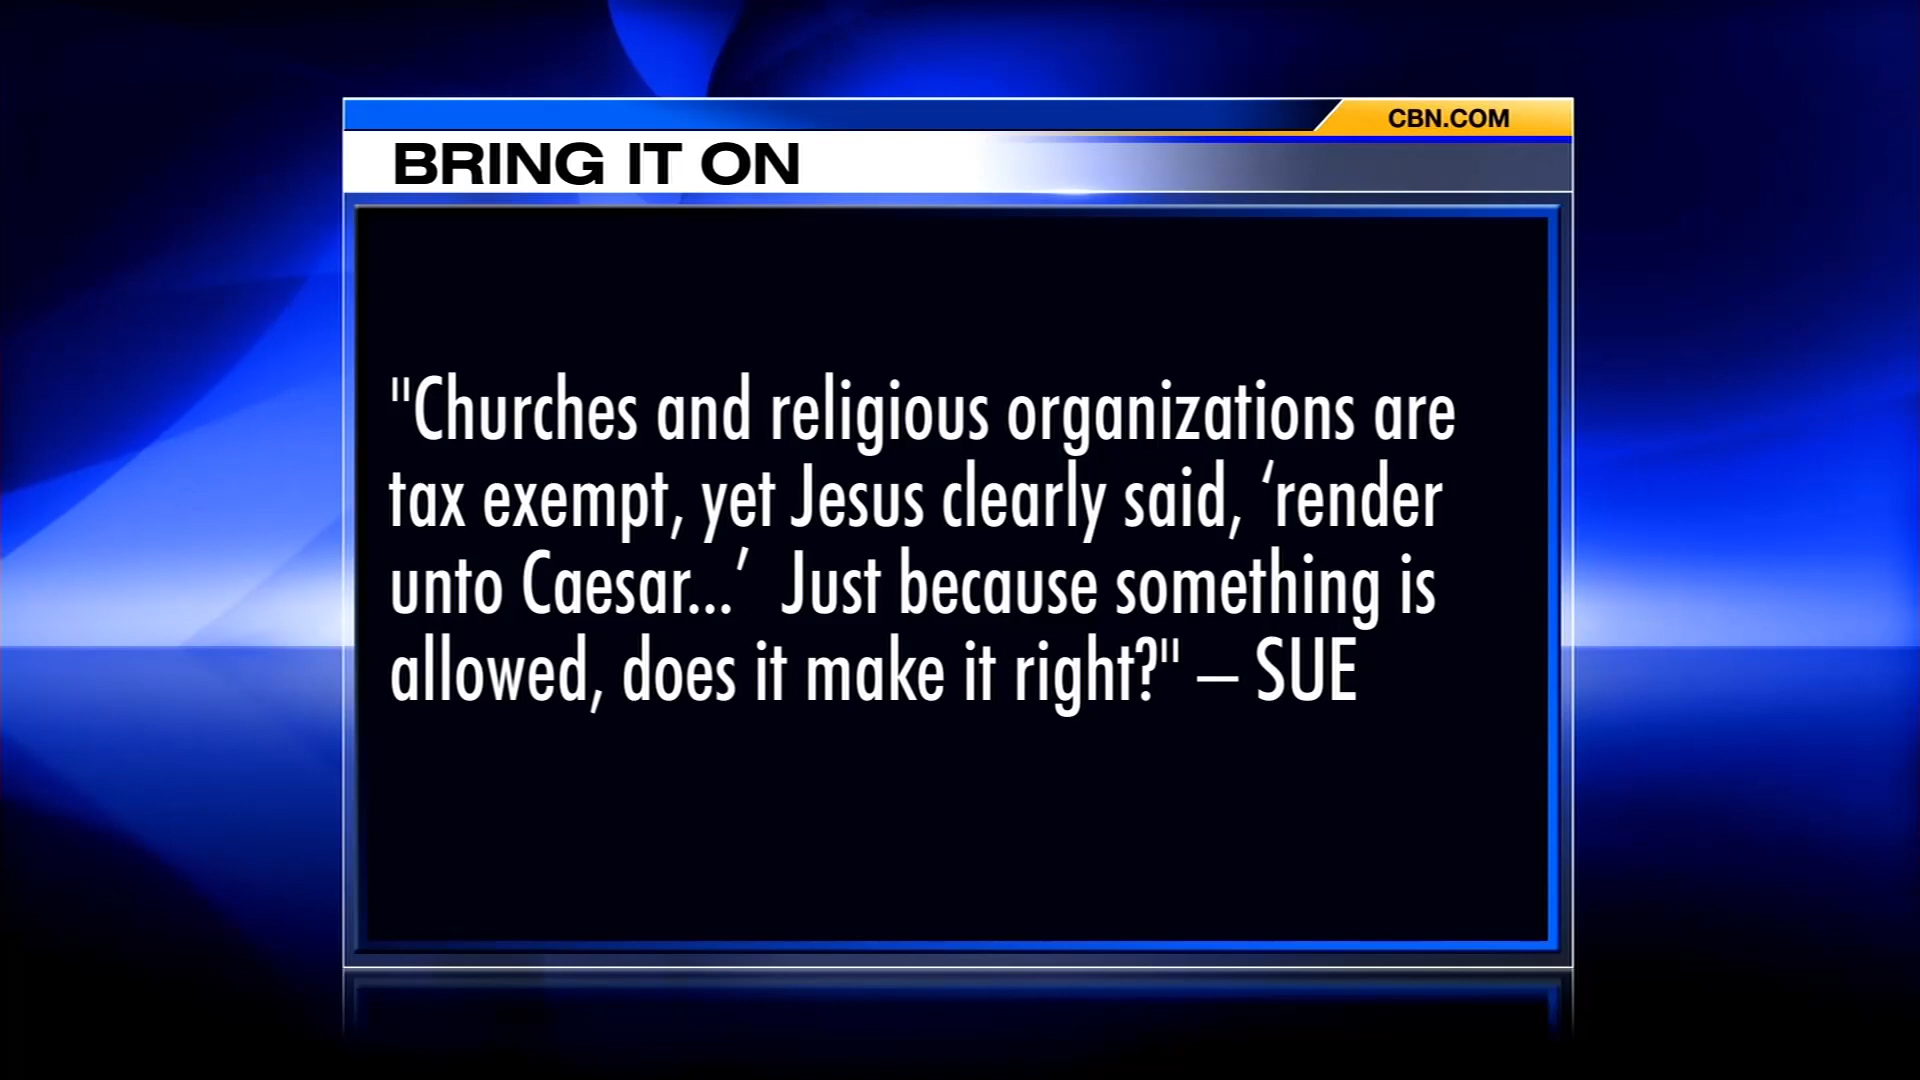 CBN.COM
BRING IT ON
"Churches and religious organizations are
tax exempt, yet Jesus clearly said, ‘render
unto Caesar...’  Just because something is
allowed, does it make it right?" – SUE